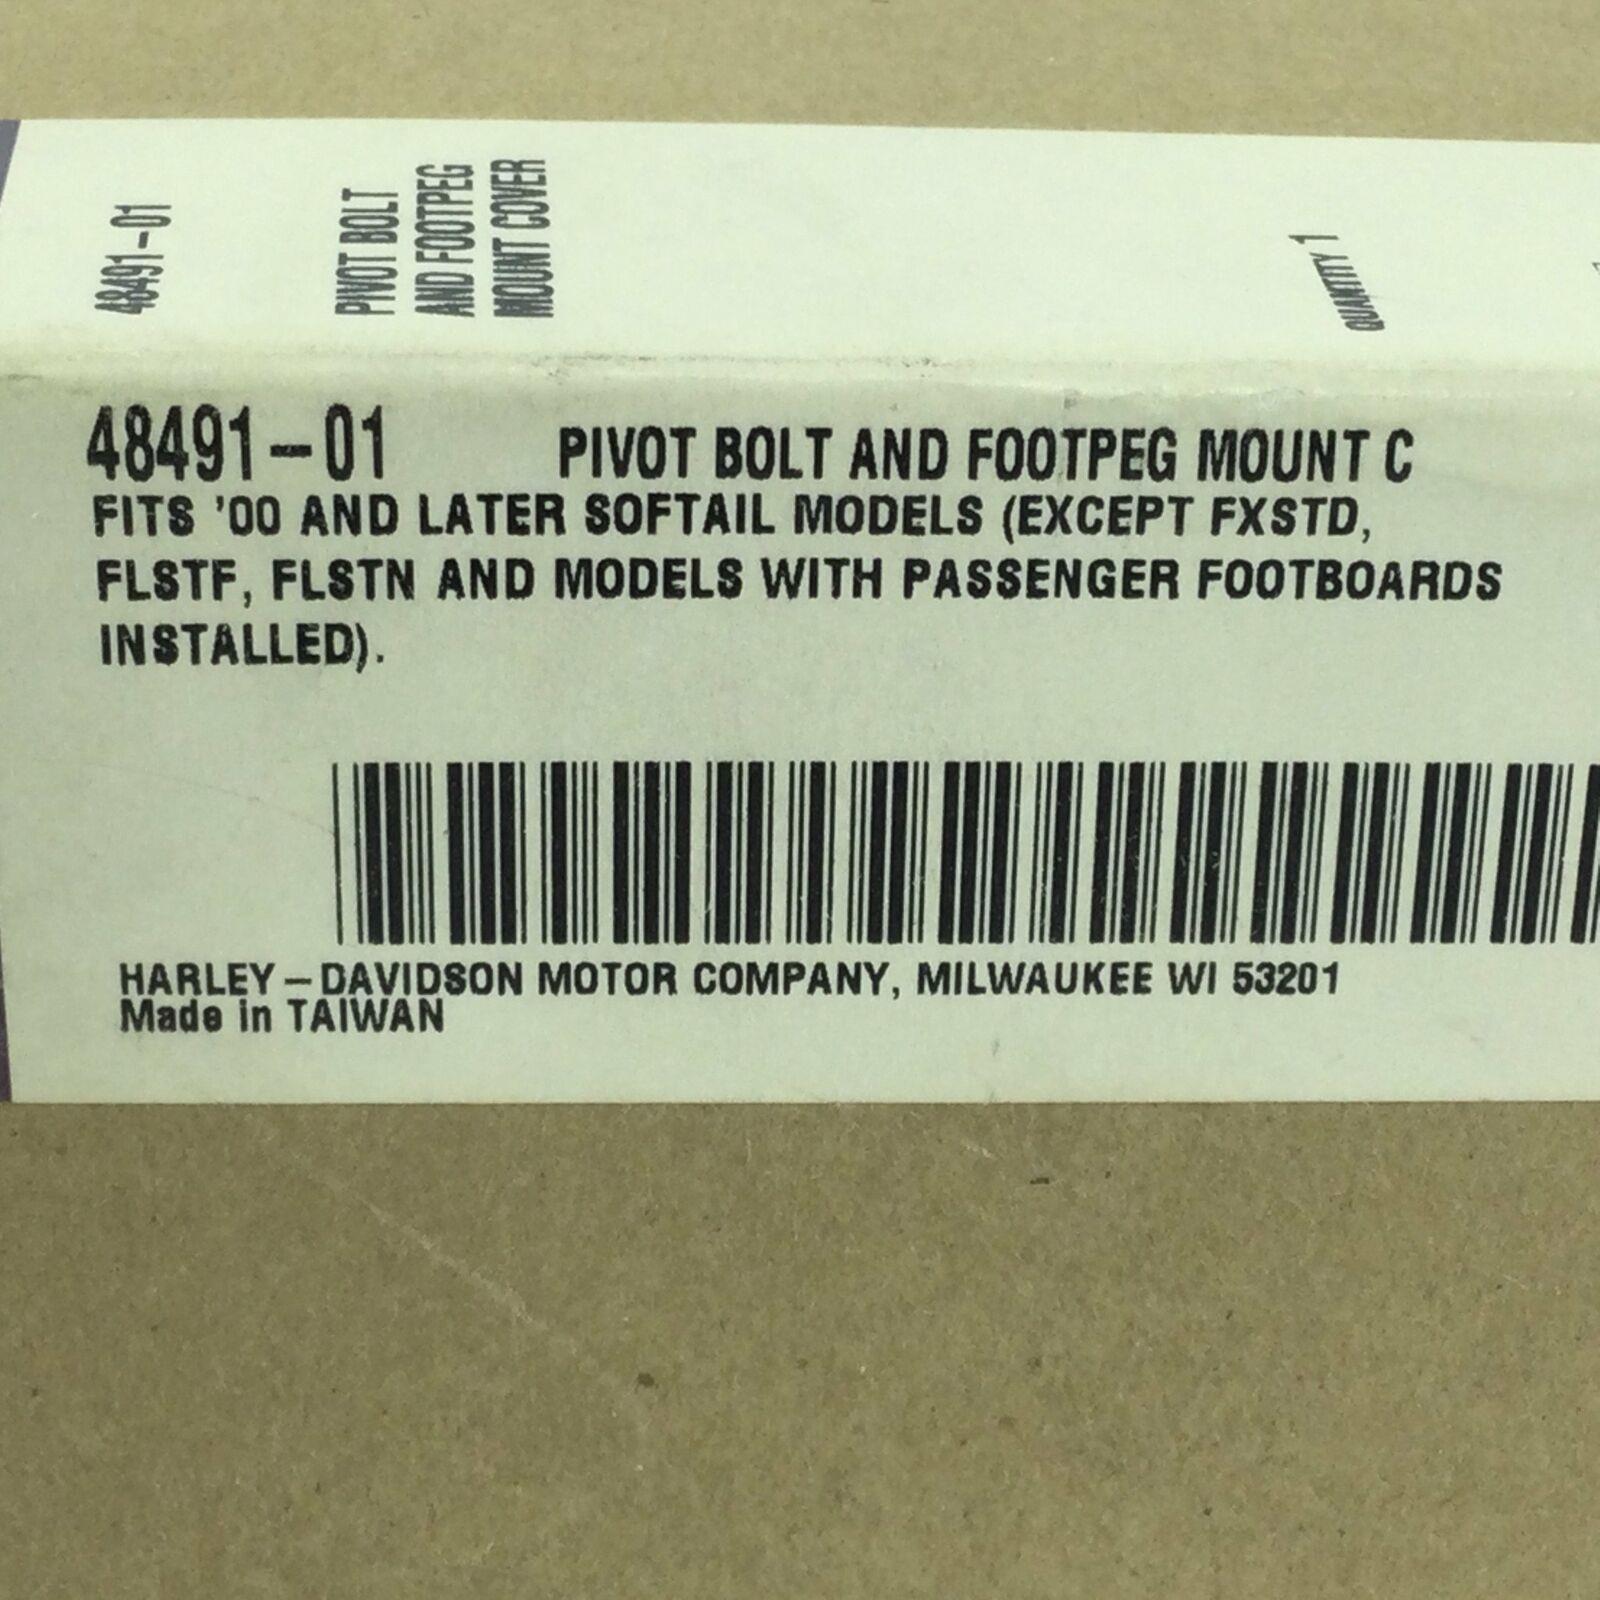 48491-01
PIVOT BOLT
AND FOOTPEG
MOUNT COVER
QUANTITY 1
48491-01 PIVOT BOLT AND FOOTPEG MOUNT C
FITS '00 AND LATER SOFTAIL MODELS (EXCEPT FXSTD,
FLSTF, FLSTN AND MODELS WITH PASSENGER FOOTBOARDS
INSTALLED).
HARLEY-DAVIDSON MOTOR COMPANY, MILWAUKEE WI 53201
Made in TAIWAN